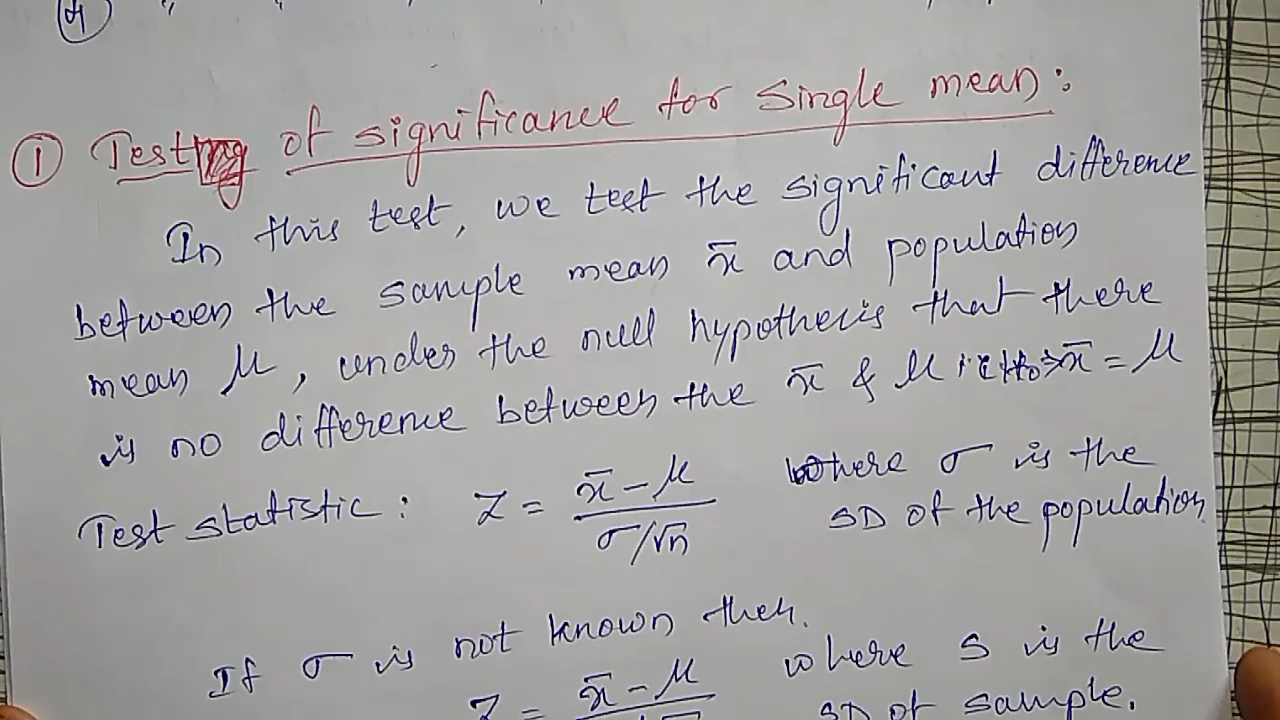 ④ " "
① Testing of significance for single mean:
In this test, we test the significant difference
between the sample mean x̄ and population
mean μ, under the null hypothesis that there
is no difference between the x̄ & μ i.e H₀: x̄ = μ
Test statistic: Z = (x̄ - μ)/(σ/√n) where σ is the
SD of the population.
If σ is not known then.
Z = x̄ - μ where S is the
SD of sample.